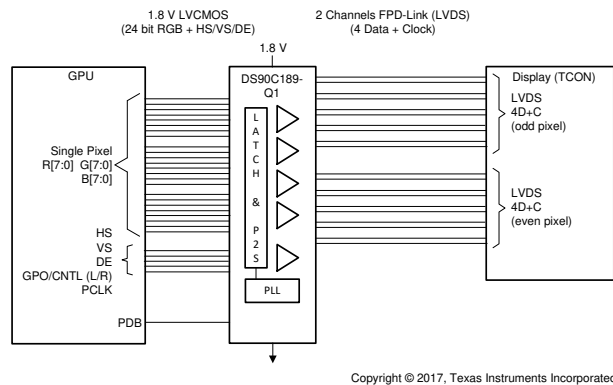 1.8 V LVCMOS
(24 bit RGB + HS/VS/DE)
2 Channels FPD-Link (LVDS)
(4 Data + Clock)
1.8 V
GPU
DS90C189-
Q1
Display (TCON)
Single Pixel
R[7:0] G[7:0]
B[7:0]
HS
VS
DE
GPO/CNTL (L/R)
PCLK
PDB
L
A
T
C
H
&
P
2
S
PLL
LVDS
4D+C
(odd pixel)
LVDS
4D+C
(even pixel)
Copyright © 2017, Texas Instruments Incorporated